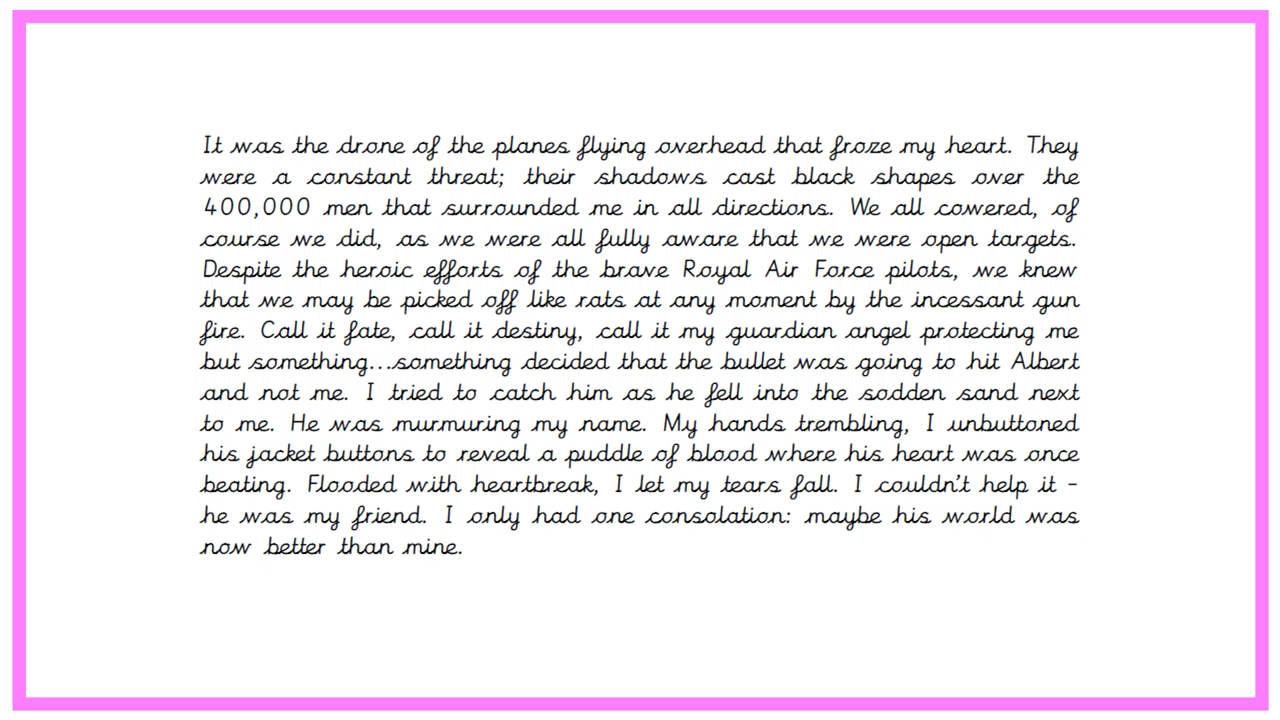 It was the drone of the planes flying overhead that froze my heart. They
were a constant threat; their shadows cast black shapes over the
400,000 men that surrounded me in all directions. We all cowered, of
course we did, as we were all fully aware that we were open targets.
Despite the heroic efforts of the brave Royal Air Force pilots, we knew
that we may be picked off like rats at any moment by the incessant gun
fire. Call it fate, call it destiny, call it my guardian angel protecting me
but something...something decided that the bullet was going to hit Albert
and not me. I tried to catch him as he fell into the sodden sand next
to me. He was murmuring my name. My hands trembling, I unbuttoned
his jacket buttons to reveal a puddle of blood where his heart was once
beating. Flooded with heartbreak, I let my tears fall. I couldn't help it -
he was my friend. I only had one consolation: maybe his world was
now better than mine.